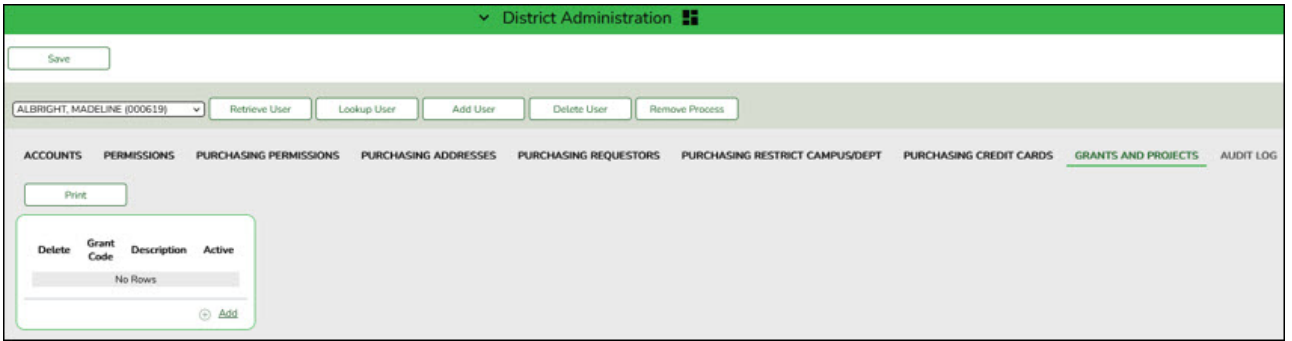 District Administration
Save
ALBRIGHT, MADELINE (000619) Retrieve User Lookup User Add User Delete User Remove Process
ACCOUNTS PERMISSIONS PURCHASING PERMISSIONS PURCHASING ADDRESSES PURCHASING REQUESTORS PURCHASING RESTRICT CAMPUS/DEPT PURCHASING CREDIT CARDS GRANTS AND PROJECTS AUDIT LOG
Print
Delete Grant Code Description Active
No Rows
Add